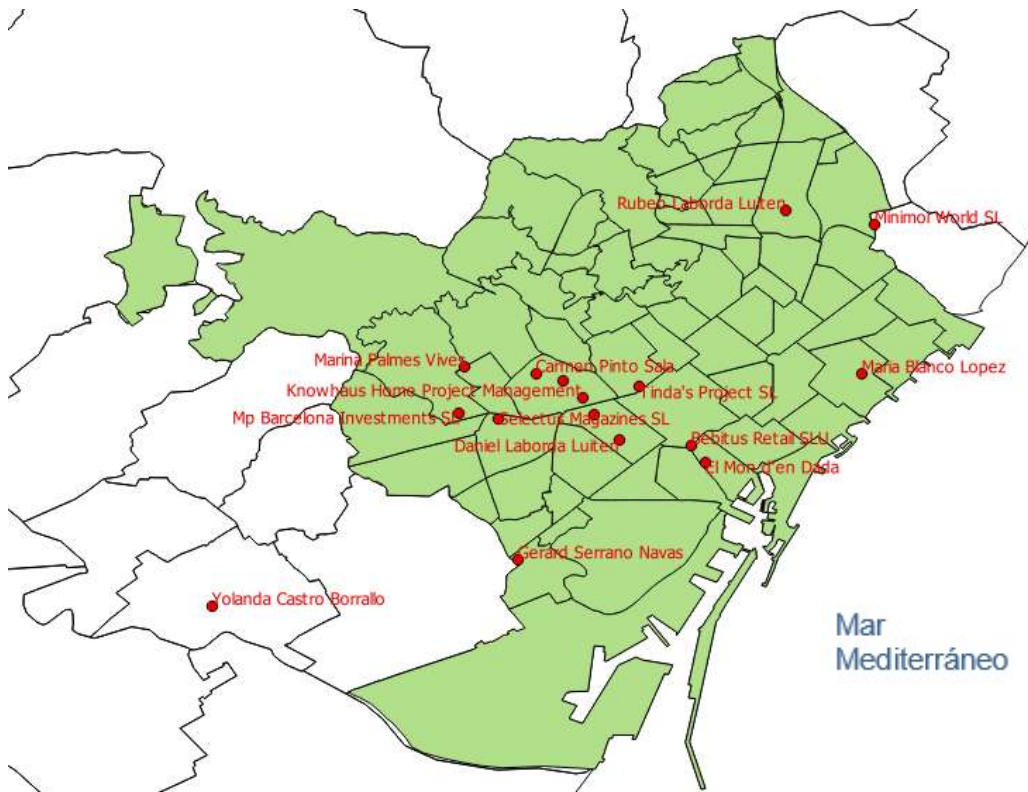 Ruben Laborda Luiten
Minimol World SL
Marina Palmes Vives
Carmen Pinto Sala
Maria Blanco Lopez
Knowhaus Home Project Management
Tinda's Project SL
Mp Barcelona Investments SL
Selectus Magazines SL
Daniel Laborda Luiten
Bebitus Retail SLU
El Mon d'en Dada
Gerard Serrano Navas
Yolanda Castro Borrallo
Mar
Mediterráneo